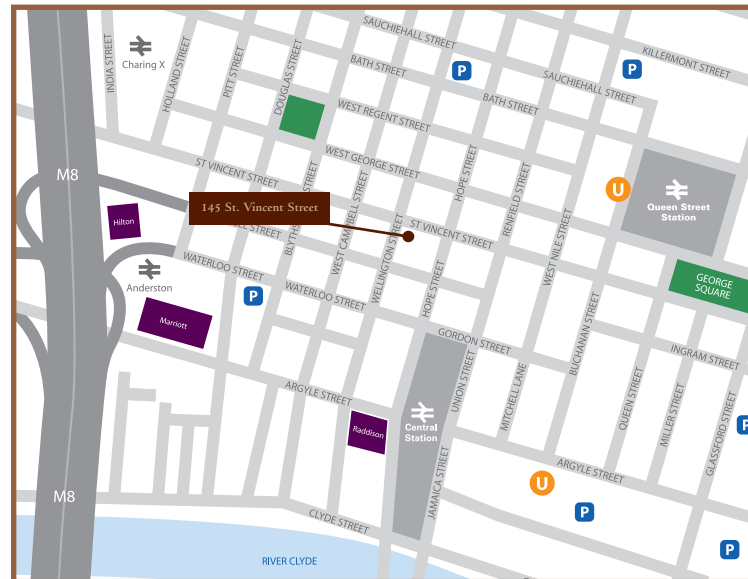 SAUCHIEHALL STREET
KILLERMONT STREET
INDIA STREET
Charing X
HOLLAND STREET
PITT STREET
DOUGLAS STREET
BATH STREET
P
P
SAUCHIEHALL STREET
BATH STREET
WEST REGENT STREET
M8
ST VINCENT STREET
WEST GEORGE STREET
HOPE STREET
RENFIELD STREET
U
Queen Street
Station
145 St. Vincent Street
Hilton
ST VINCENT STREET
WEST CAMPBELL STREET
WELLINGTON STREET
WEST NILE STREET
WATERLOO STREET
Anderston
GEORGE
SQUARE
P
WATERLOO STREET
HOPE STREET
BUCHANAN STREET
Marriott
GORDON STREET
INGRAM STREET
UNION STREET
MITCHELL LANE
QUEEN STREET
MILLER STREET
GLASSFORD STREET
ARGYLE STREET
Raddison
Central
Station
P
ARGYLE STREET
U
JAMAICA STREET
M8
CLYDE STREET
P
P
RIVER CLYDE